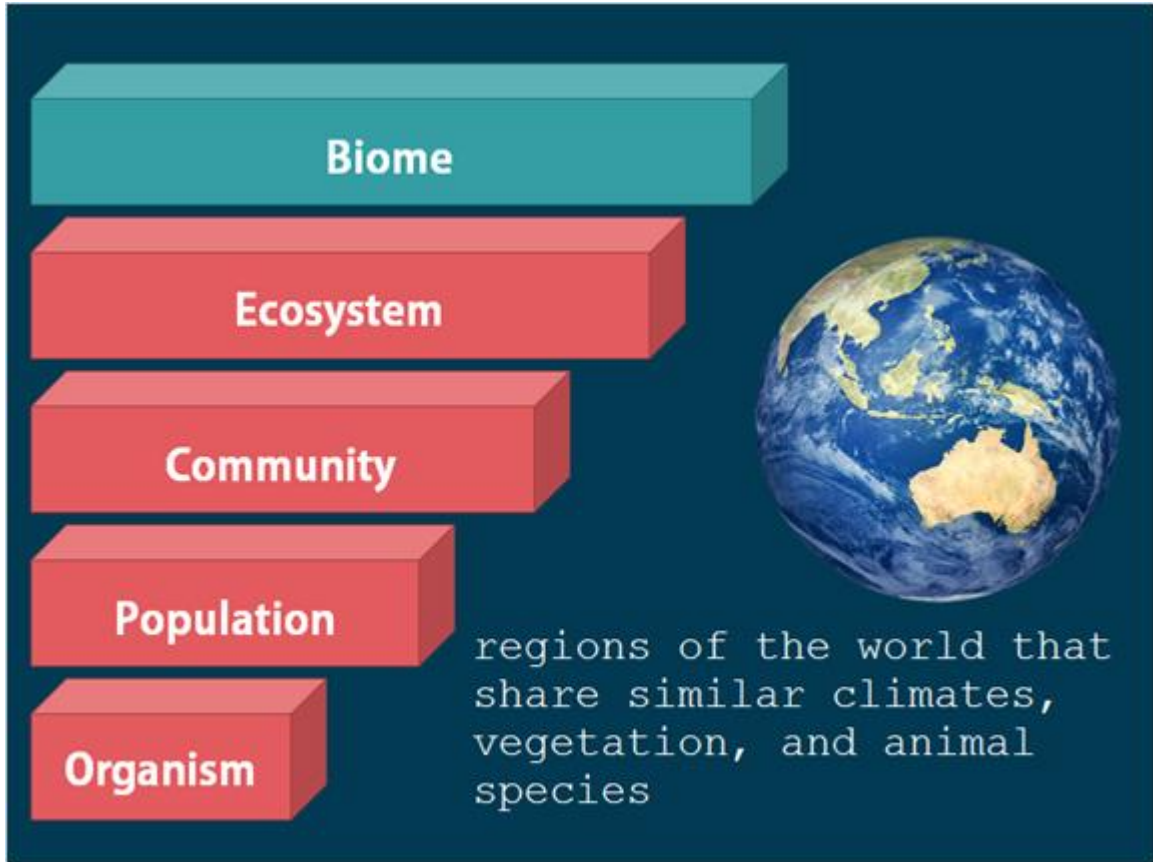 Biome
Ecosystem
Community
Population
Organism
regions of the world that
share similar climates,
vegetation, and animal
species